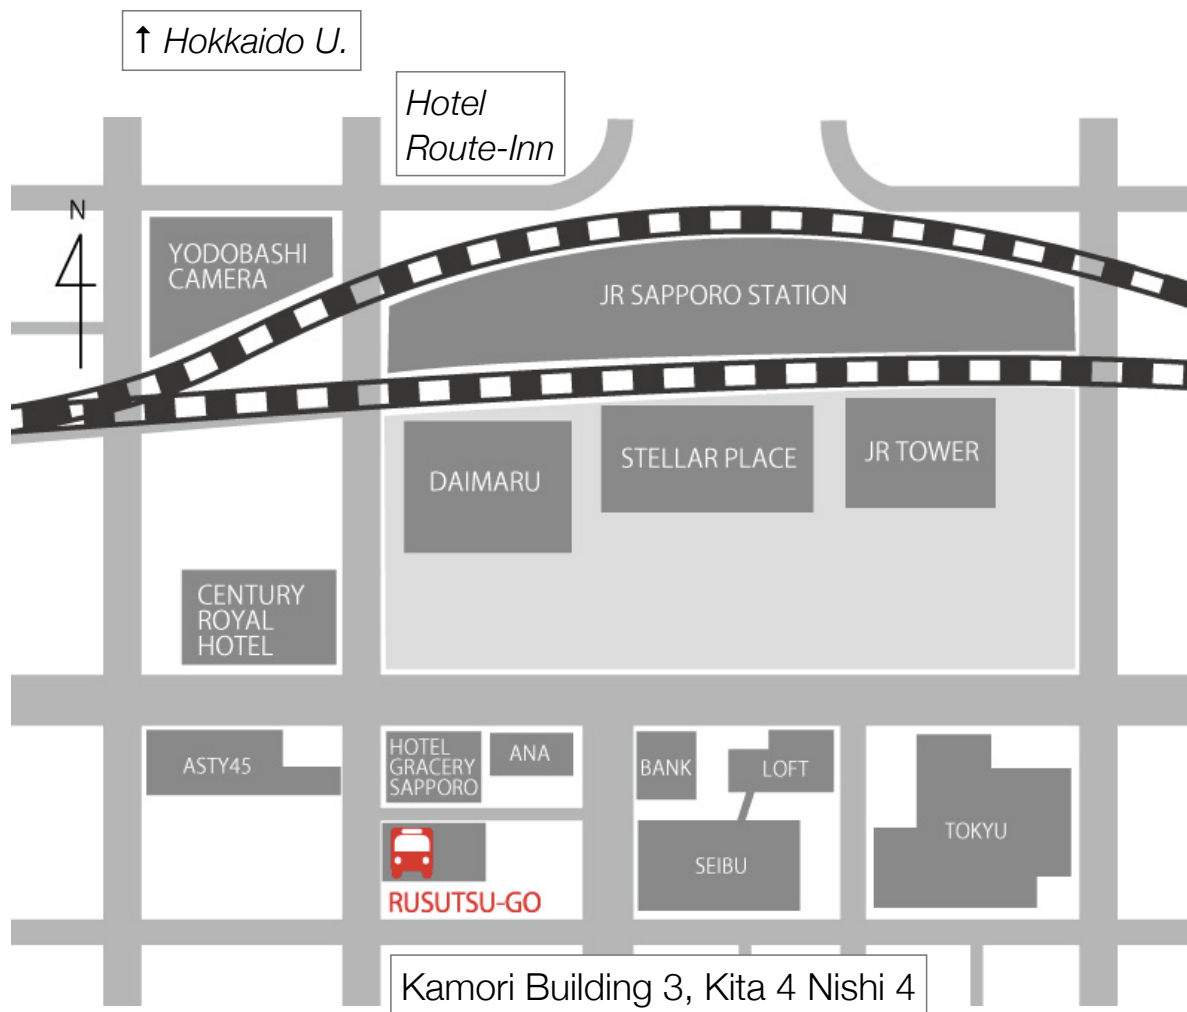 ↑ Hokkaido U.
Hotel
Route-Inn
N
YODOBASHI
CAMERA
JR SAPPORO STATION
DAIMARU
STELLAR PLACE
JR TOWER
CENTURY
ROYAL
HOTEL
ASTY45
HOTEL
GRACERY
SAPPORO
ANA
BANK
LOFT
SEIBU
TOKYU
RUSUTSU-GO
Kamori Building 3, Kita 4 Nishi 4